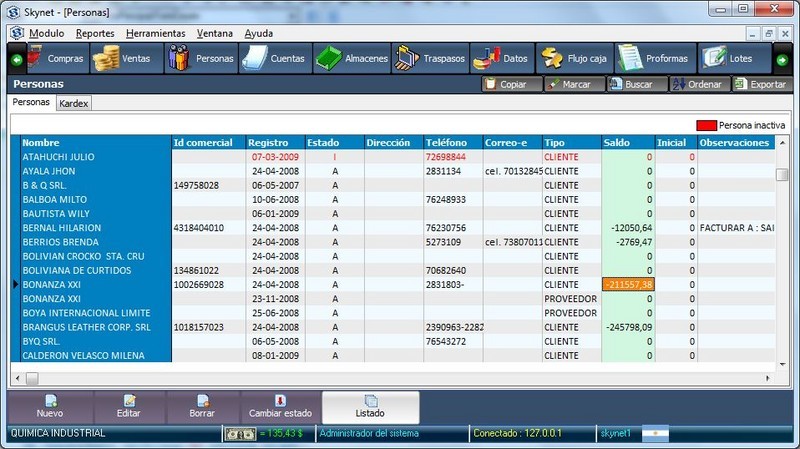 Skynet - [Personas]
Modulo Reportes Herramientas Ventana Ayuda
Compras Ventas Personas Cuentas Almacenes Traspasos Datos Flujo caja Proformas Lotes
Personas Copiar Marcar Buscar Ordenar Exportar
Personas Kardex
Persona inactiva
Nombre Id comercial Registro Estado Dirección Teléfono Correo-e Tipo Saldo Inicial Observaciones
ATAHUCHI JULIO 07-03-2009 I 72698844 CLIENTE 0 0
AYALA JHON 24-04-2008 A 2831134 cel. 70132845 CLIENTE 0 0
B & Q SRL. 149758028 06-05-2007 A CLIENTE 0 0
BALBOA MILTO 10-06-2008 A 76248933 CLIENTE 0 0
BAUTISTA WILY 06-01-2009 A CLIENTE 0 0
BERNAL HILARION 4318404010 24-04-2008 A 76230756 CLIENTE -12050,64 0 FACTURAR A : SAI
BERRIOS BRENDA 24-04-2008 A 5273109 cel. 73807011 CLIENTE -2769,47 0
BOLIVIAN CROCKO STA. CRU 24-04-2008 A CLIENTE 0 0
BOLIVIANA DE CURTIDOS 134861022 24-04-2008 A 70682640 CLIENTE 0 0
BONANZA XXI 1002669028 24-04-2008 A 2831803- CLIENTE -211557,38 0
BONANZA XXI 23-11-2008 A PROVEEDOR 0 0
BOYA INTERNACIONAL LIMITE 25-06-2008 A PROVEEDOR 0 0
BRANGUS LEATHER CORP. SRL 1018157023 24-04-2008 A 2390963-2282 CLIENTE -245798,09 0
BYQ SRL. 06-05-2008 A 76543272 CLIENTE 0 0
CALDERON VELASCO MILENA 08-01-2009 A CLIENTE 0 0
Nuevo Editar Borrar Cambiar estado Listado
QUIMICA INDUSTRIAL = 135,43 $ Administrador del sistema Conectado : 127.0.0.1 skynet1